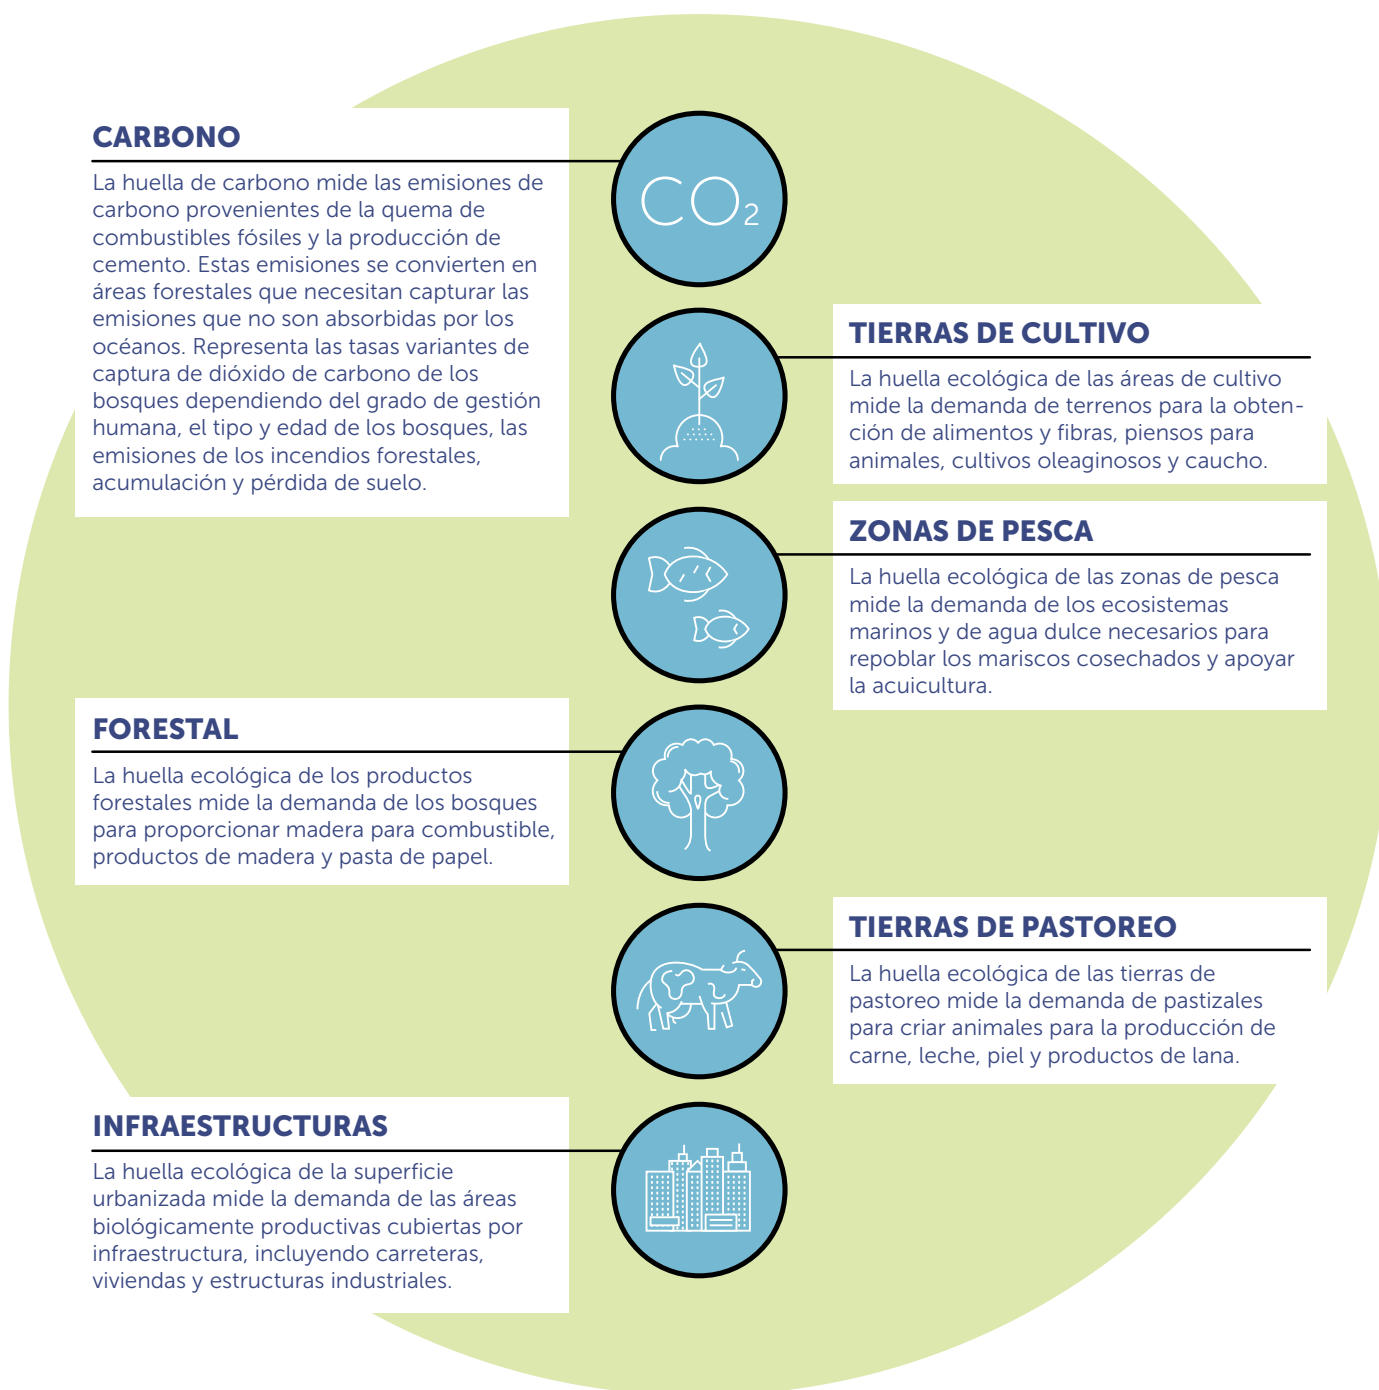 CARBONO
La huella de carbono mide las emisiones de
carbono provenientes de la quema de
combustibles fósiles y la producción de
cemento. Estas emisiones se convierten en
áreas forestales que necesitan capturar las
emisiones que no son absorbidas por los
océanos. Representa las tasas variantes de
captura de dióxido de carbono de los
bosques dependiendo del grado de gestión
humana, el tipo y edad de los bosques, las
emisiones de los incendios forestales,
acumulación y pérdida de suelo.
CO2
TIERRAS DE CULTIVO
La huella ecológica de las áreas de cultivo
mide la demanda de terrenos para la obten-
ción de alimentos y fibras, piensos para
animales, cultivos oleaginosos y caucho.
ZONAS DE PESCA
La huella ecológica de las zonas de pesca
mide la demanda de los ecosistemas
marinos y de agua dulce necesarios para
repoblar los mariscos cosechados y apoyar
la acuicultura.
FORESTAL
La huella ecológica de los productos
forestales mide la demanda de los bosques
para proporcionar madera para combustible,
productos de madera y pasta de papel.
TIERRAS DE PASTOREO
La huella ecológica de las tierras de
pastoreo mide la demanda de pastizales
para criar animales para la producción de
carne, leche, piel y productos de lana.
INFRAESTRUCTURAS
La huella ecológica de la superficie
urbanizada mide la demanda de las áreas
biológicamente productivas cubiertas por
infraestructura, incluyendo carreteras,
viviendas y estructuras industriales.